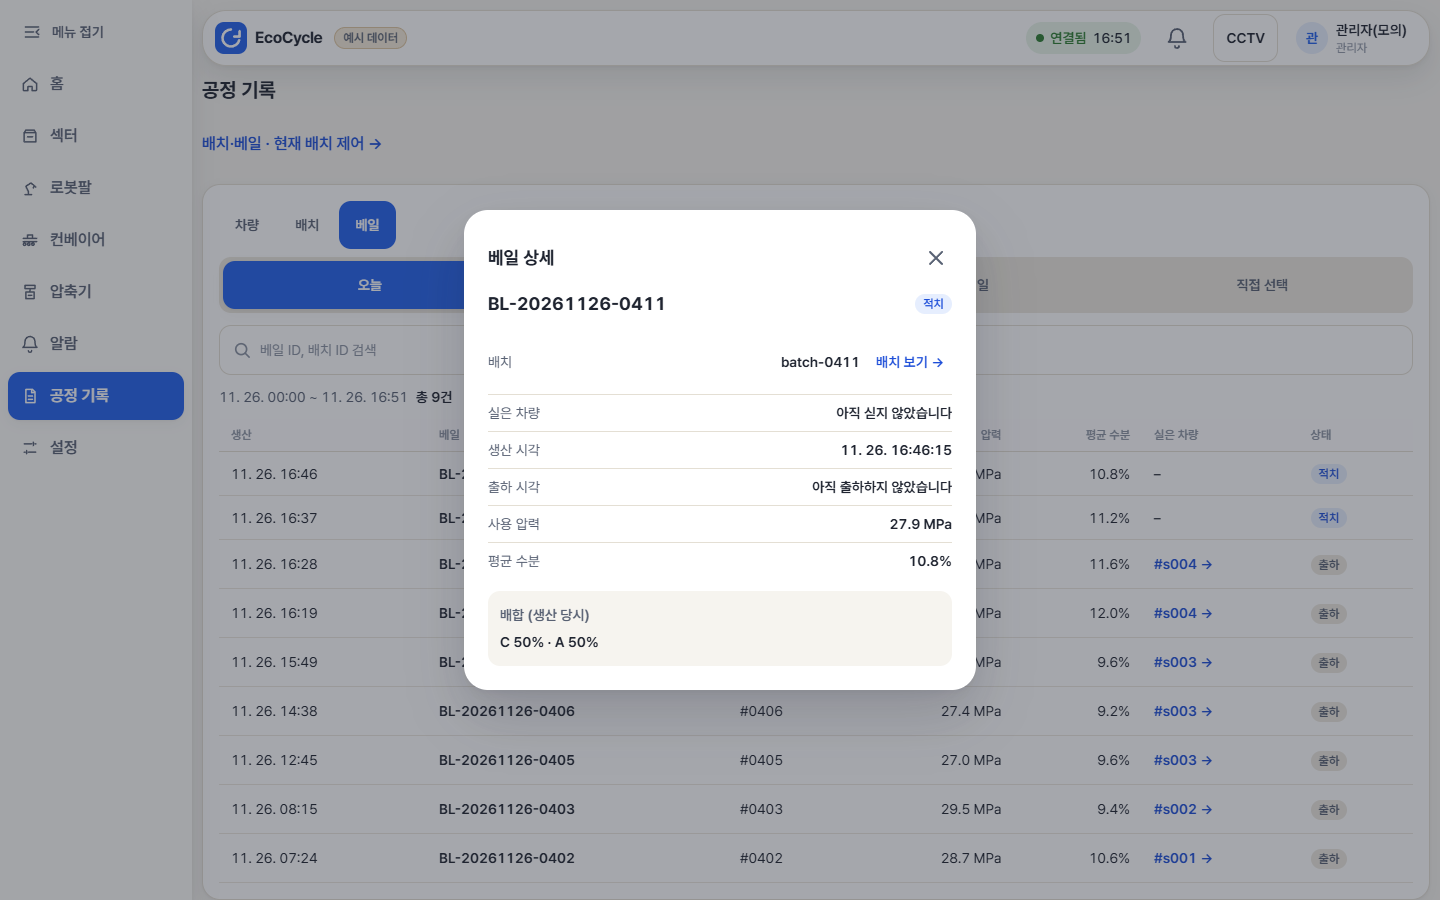 메뉴 접기
홈
섹터
로봇팔
컨베이어
압축기
알람
공정 기록
설정
EcoCycle 예시 데이터
연결됨 16:51
CCTV
관 관리자(모의)
관리자
공정 기록
배치·베일 · 현재 배치 제어 →
차량 배치 베일
오늘 일 직접 선택
베일 ID, 배치 ID 검색
11. 26. 00:00 ~ 11. 26. 16:51 총 9건
생산 베일 압력 평균 수분 실은 차량 상태
11. 26. 16:46 BL- MPa 10.8% – 적치
11. 26. 16:37 BL- MPa 11.2% – 적치
11. 26. 16:28 BL- MPa 11.6% #s004 → 출하
11. 26. 16:19 BL- MPa 12.0% #s004 → 출하
11. 26. 15:49 BL- MPa 9.6% #s003 → 출하
11. 26. 14:38 BL-20261126-0406 #0406 27.4 MPa 9.2% #s003 → 출하
11. 26. 12:45 BL-20261126-0405 #0405 27.0 MPa 9.6% #s003 → 출하
11. 26. 08:15 BL-20261126-0403 #0403 29.5 MPa 9.4% #s002 → 출하
11. 26. 07:24 BL-20261126-0402 #0402 28.7 MPa 10.6% #s001 → 출하
베일 상세
BL-20261126-0411 적치
배치 batch-0411 배치 보기 →
실은 차량 아직 싣지 않았습니다
생산 시각 11. 26. 16:46:15
출하 시각 아직 출하하지 않았습니다
사용 압력 27.9 MPa
평균 수분 10.8%
배합 (생산 당시)
C 50% · A 50%